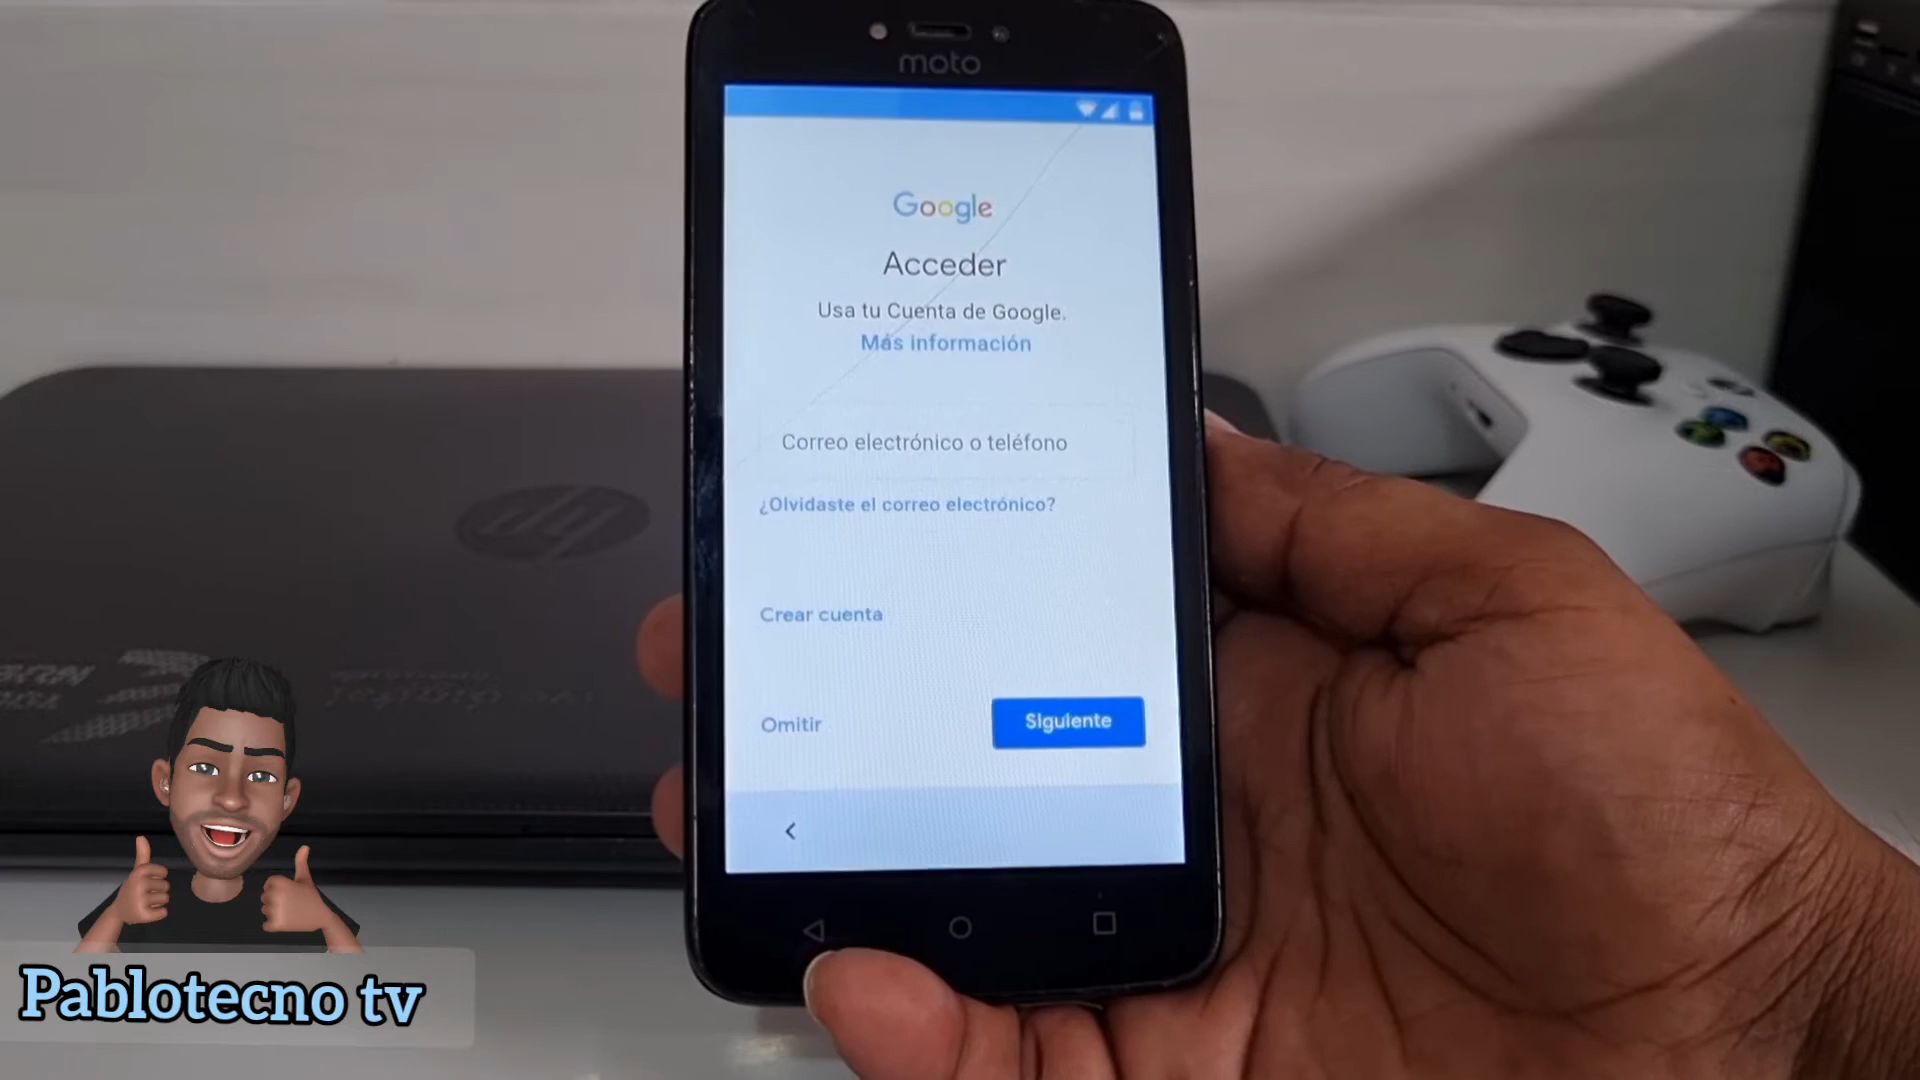 moto
Google
Acceder
Usa tu Cuenta de Google.
Más información
Correo electrónico o teléfono
¿Olvidaste el correo electrónico?
Crear cuenta
Omitir
Siguiente
hp
Pablotecno tv